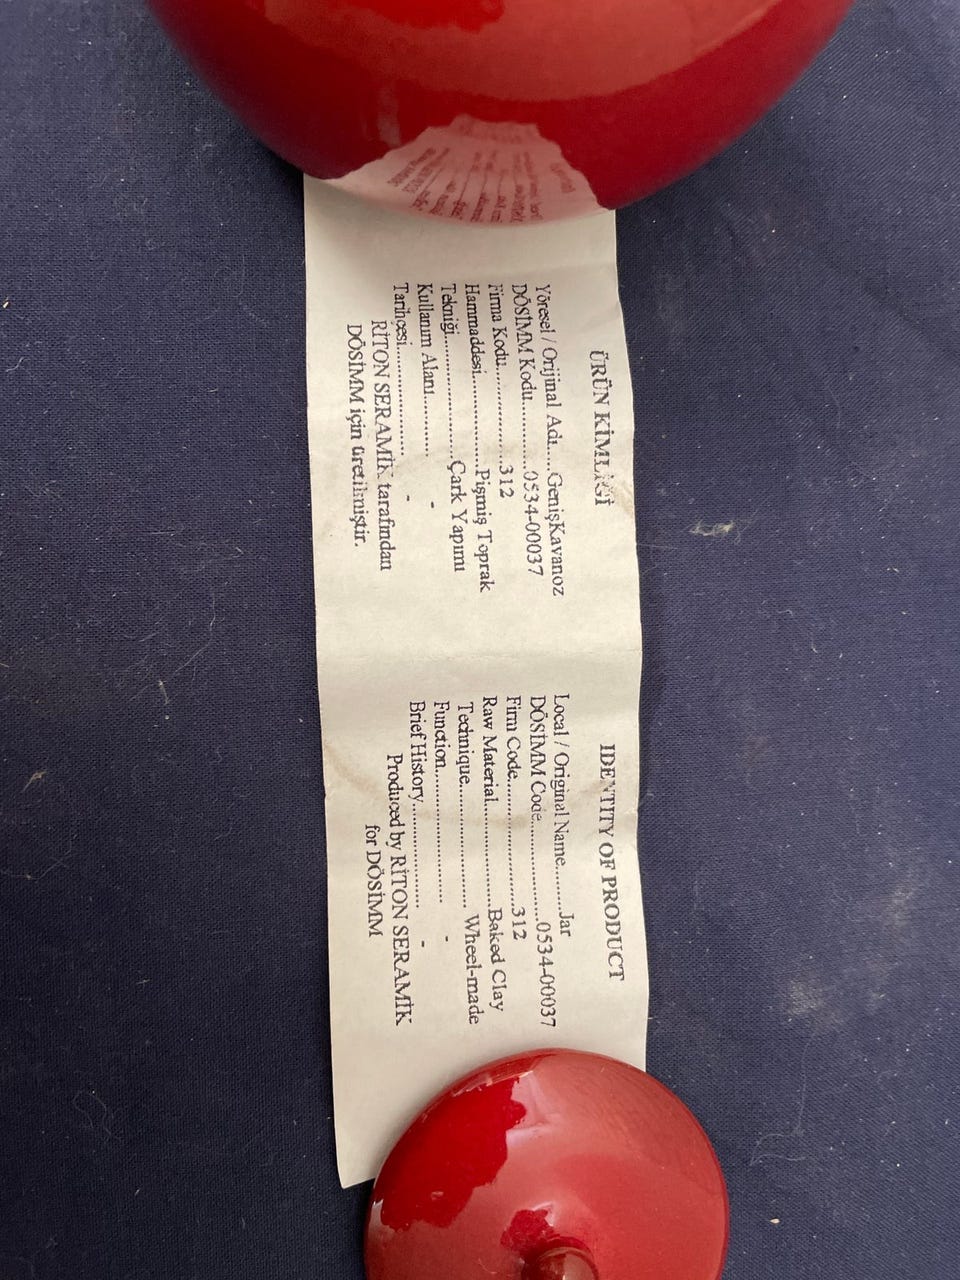 ÜRÜN KİMLİĞİ
Yöresel / Orijinal Adı.....GenişKavanoz
DÖSİMM Kodu............0534-00037
Firma Kodu.................312
Hammaddesi................Pişmiş Toprak
Tekniği.......................Çark Yapımı
Kullanım Alanı........... -
Tarihçesi.................... -
RİTON SERAMİK tarafından
DÖSİMM için üretilmiştir.
IDENTITY OF PRODUCT
Local / Original Name.........Jar
DÖSİMM Code...................0534-00037
Firm Code.........................312
Raw Material....................Baked Clay
Technique........................ Wheel-made
Function.......................... -
Brief History.................... -
Produced by RİTON SERAMİK
for DÖSİMM